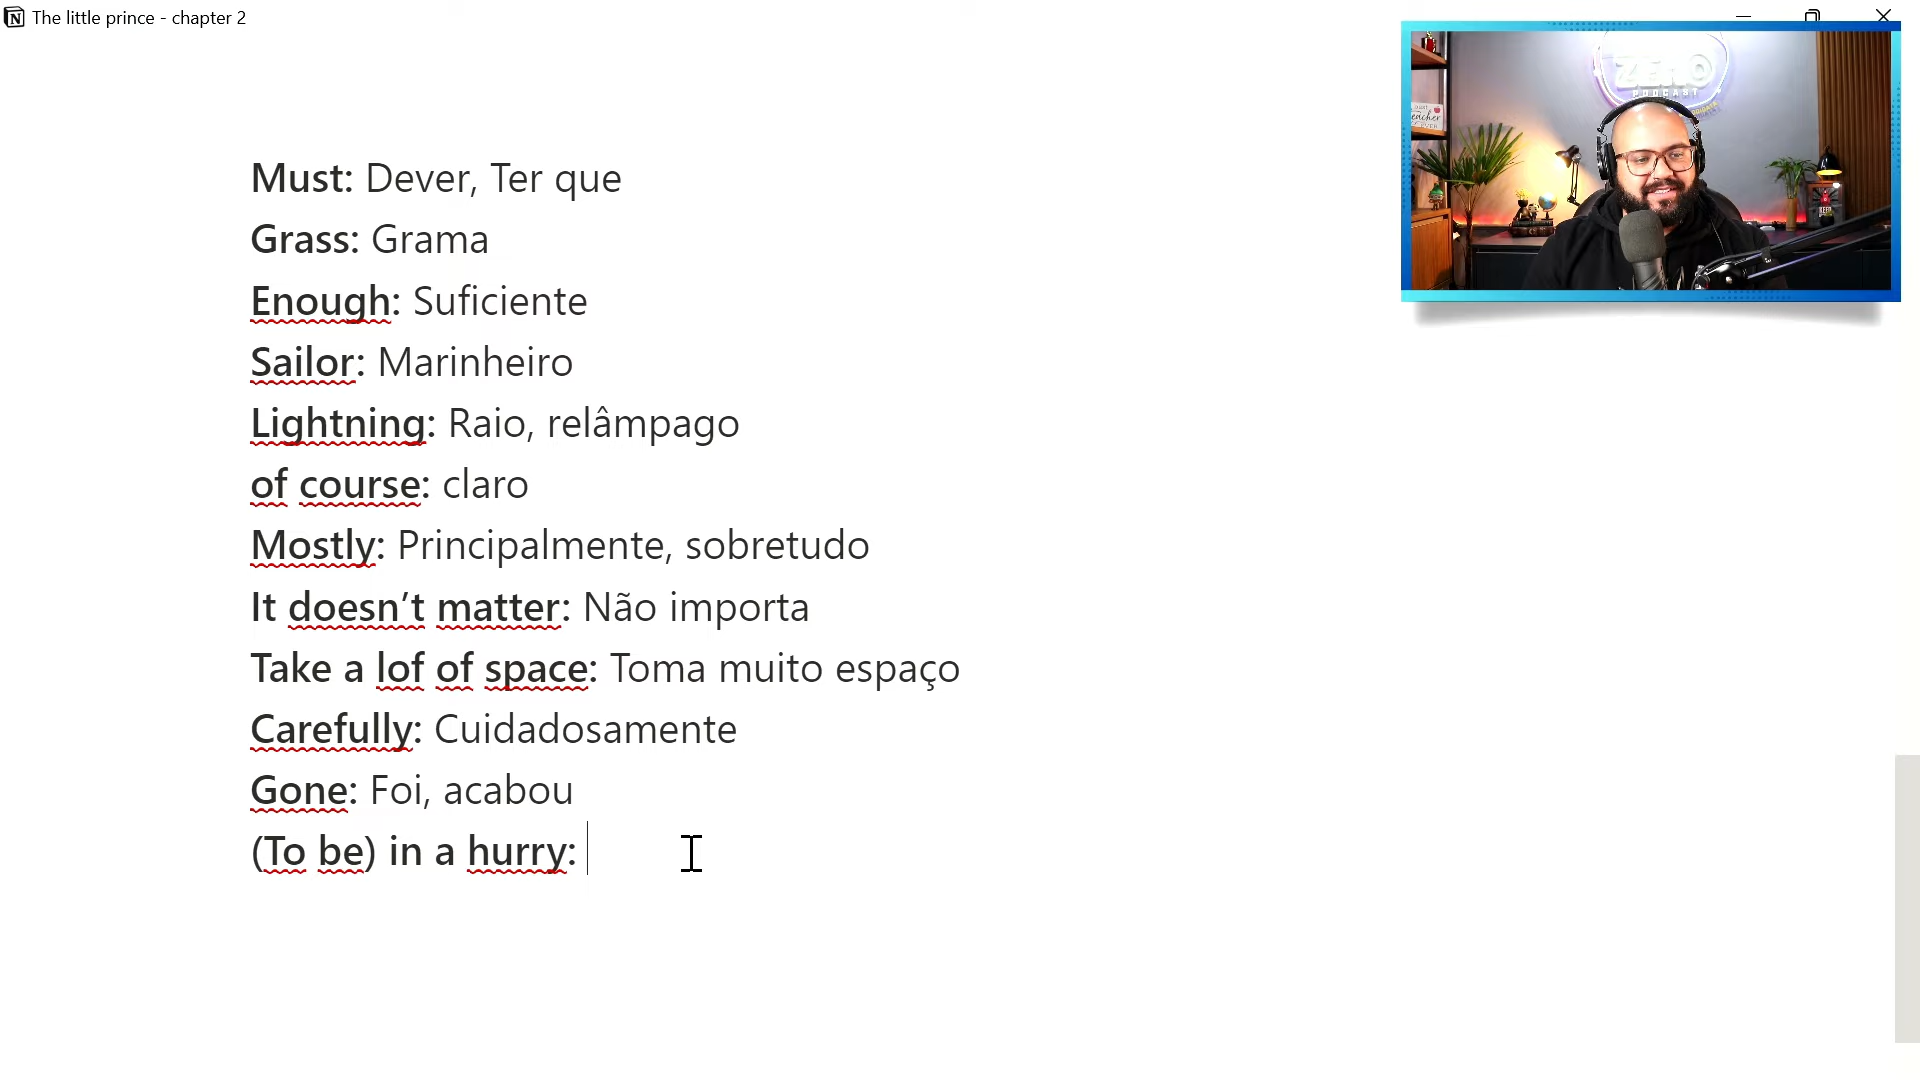 The little prince - chapter 2
ZERO
PODCAST
Must: Dever, Ter que
Grass: Grama
Enough: Suficiente
Sailor: Marinheiro
Lightning: Raio, relâmpago
of course: claro
Mostly: Principalmente, sobretudo
It doesn’t matter: Não importa
Take a lof of space: Toma muito espaço
Carefully: Cuidadosamente
Gone: Foi, acabou
(To be) in a hurry: